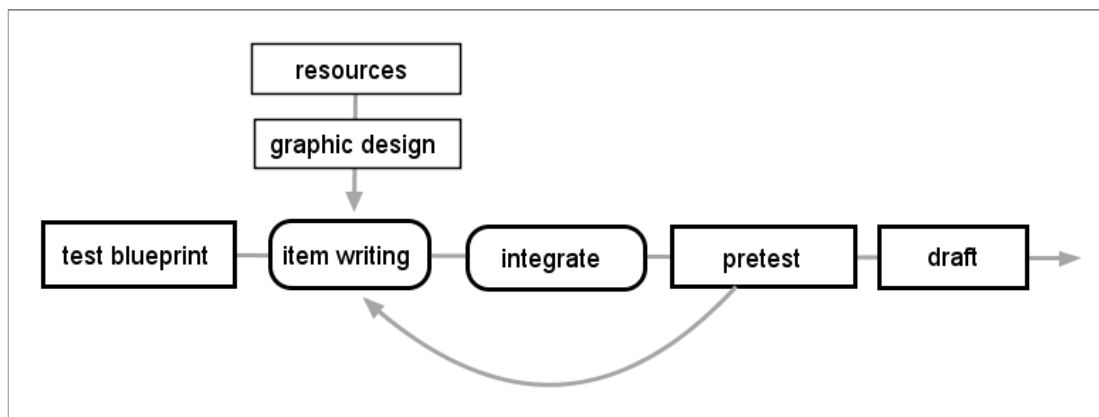 resources
graphic design
test blueprint
item writing
integrate
pretest
draft